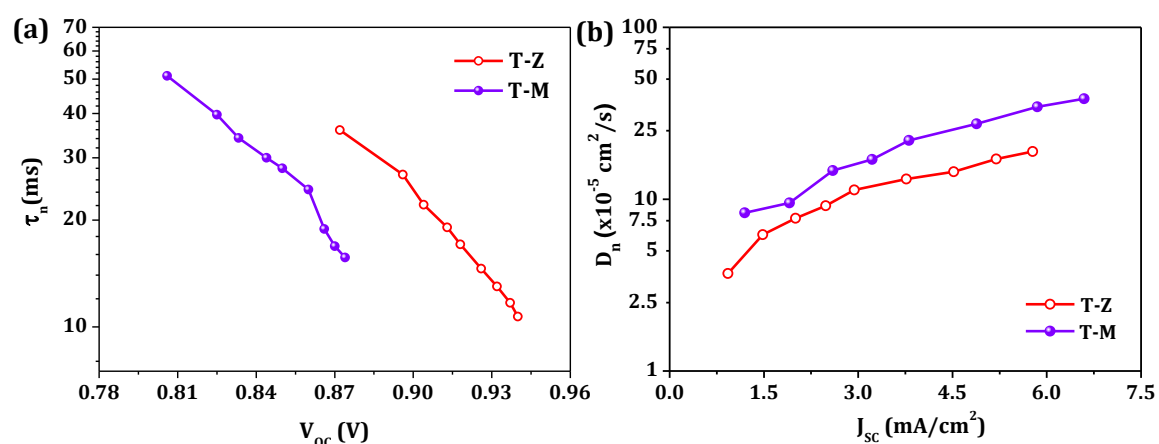 (a)
70
60
50
40
30
20
10
τn(ms)
T-Z
T-M
0.78 0.81 0.84 0.87 0.90 0.93 0.96
VOC (V)
(b)
100
50
25
10
7.5
5
2.5
1
Dn (x10-5 cm2/s)
T-Z
T-M
0.0 1.5 3.0 4.5 6.0 7.5
JSC (mA/cm2)